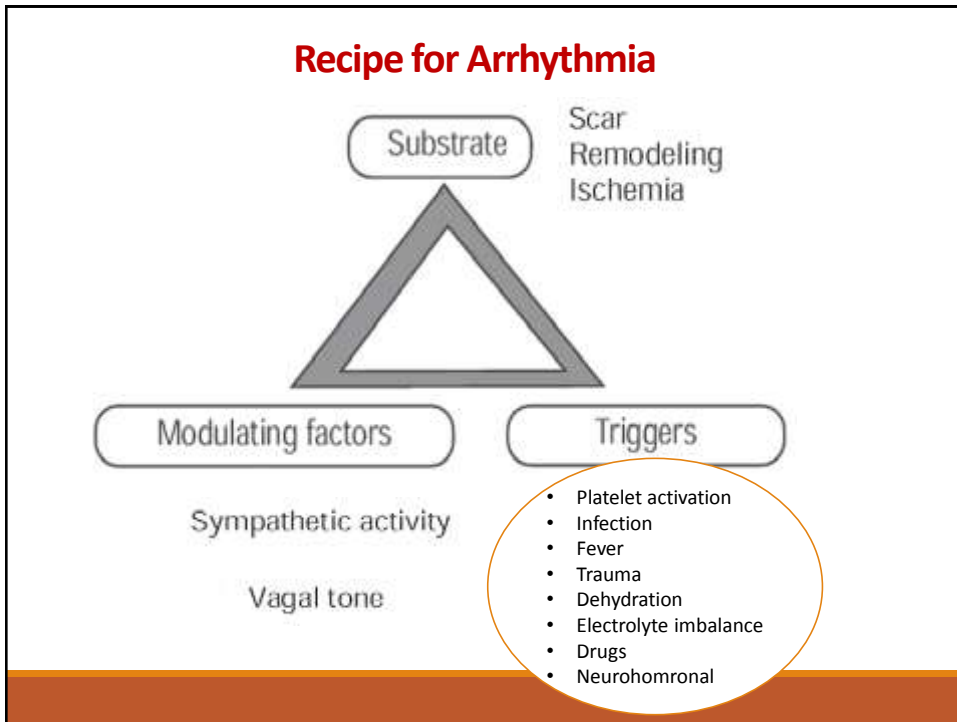 Recipe for Arrhythmia
Substrate
Scar
Remodeling
Ischemia
Modulating factors
Triggers
Sympathetic activity
Vagal tone
• Platelet activation
• Infection
• Fever
• Trauma
• Dehydration
• Electrolyte imbalance
• Drugs
• Neurohomronal